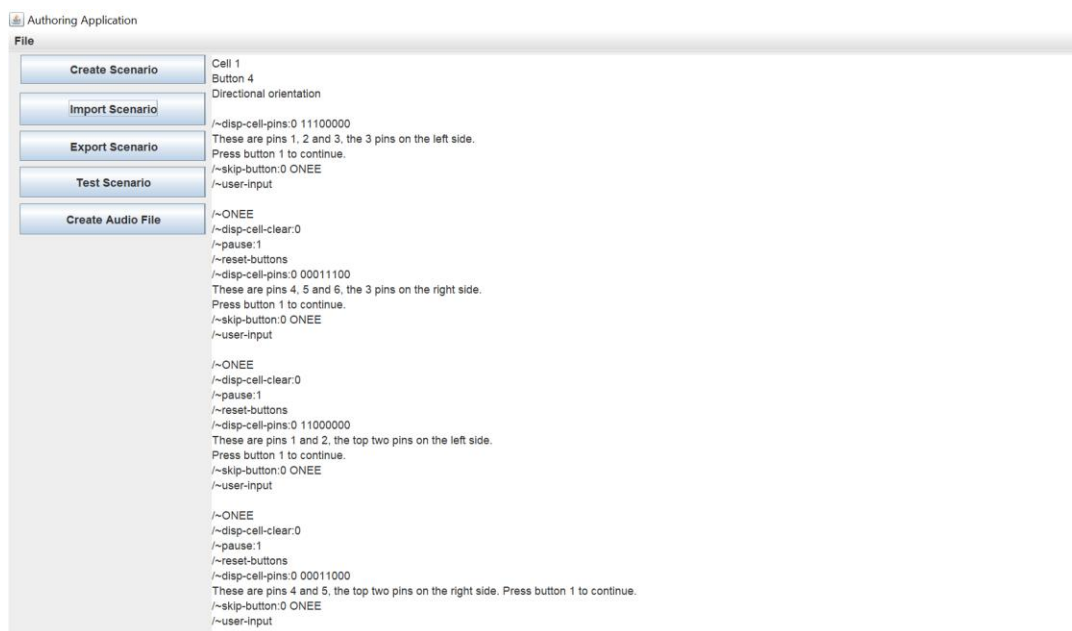 Authoring Application
File
Create Scenario
Import Scenario
Export Scenario
Test Scenario
Create Audio File
Cell 1
Button 4
Directional orientation
/~disp-cell-pins:0 11100000
These are pins 1, 2 and 3, the 3 pins on the left side.
Press button 1 to continue.
/~skip-button:0 ONEE
/~user-input
/~ONEE
/~disp-cell-clear:0
/~pause:1
/~reset-buttons
/~disp-cell-pins:0 00011100
These are pins 4, 5 and 6, the 3 pins on the right side.
Press button 1 to continue.
/~skip-button:0 ONEE
/~user-input
/~ONEE
/~disp-cell-clear:0
/~pause:1
/~reset-buttons
/~disp-cell-pins:0 11000000
These are pins 1 and 2, the top two pins on the left side.
Press button 1 to continue.
/~skip-button:0 ONEE
/~user-input
/~ONEE
/~disp-cell-clear:0
/~pause:1
/~reset-buttons
/~disp-cell-pins:0 00011000
These are pins 4 and 5, the top two pins on the right side. Press button 1 to continue.
/~skip-button:0 ONEE
/~user-input